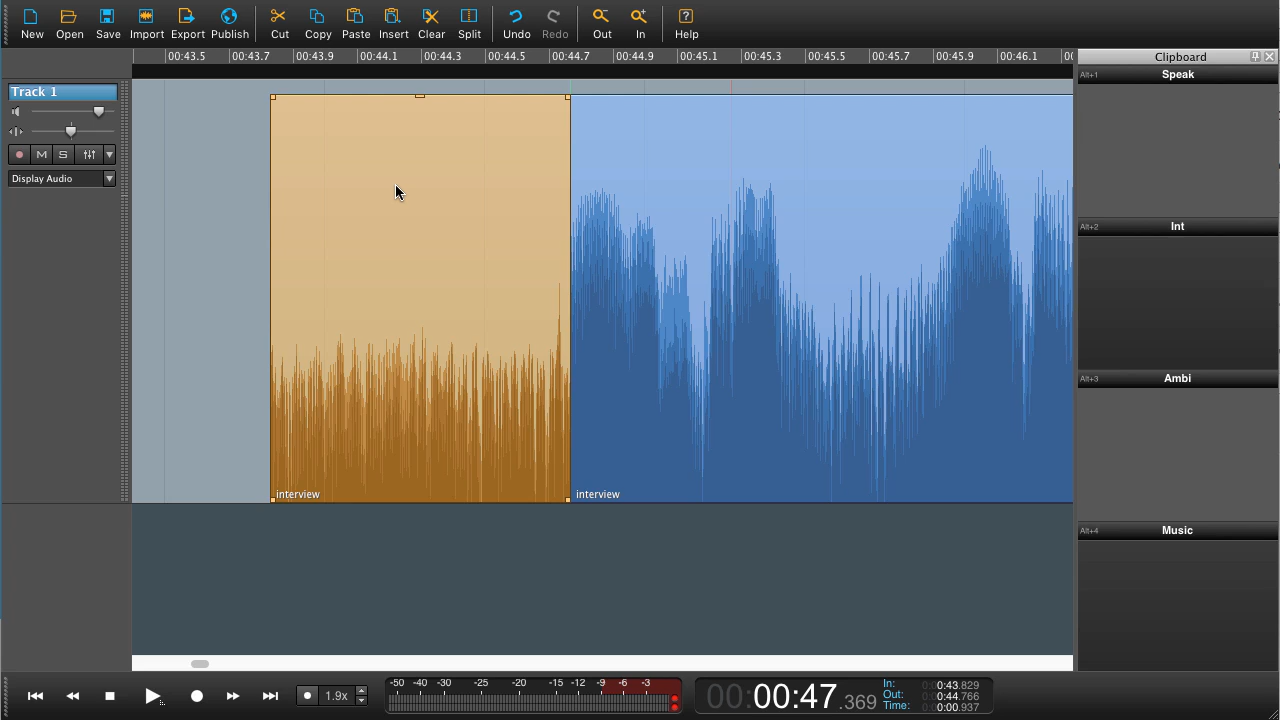 New Open Save Import Export Publish Cut Copy Paste Insert Clear Split Undo Redo Out In Help
00:43.5 00:43.7 00:43.9 00:44.1 00:44.3 00:44.5 00:44.7 00:44.9 00:45.1 00:45.3 00:45.5 00:45.7 00:45.9 00:46.1 00
Clipboard
Alt+1 Speak
Track 1
M S
Display Audio
Alt+2 Int
Alt+3 Ambi
interview interview
Alt+4 Music
1.9x
-50 -40 -30 -25 -20 -15 -12 -9 -6 -3
00:00:47.369
In: 0:00:43.829
Out: 0:00:44.766
Time: 0:00:00.937